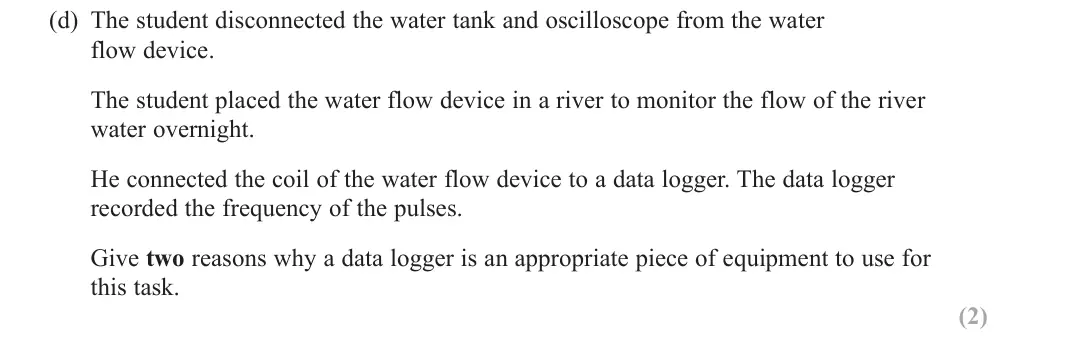 (d) The student disconnected the water tank and oscilloscope from the water
flow device.
The student placed the water flow device in a river to monitor the flow of the river
water overnight.
He connected the coil of the water flow device to a data logger. The data logger
recorded the frequency of the pulses.
Give two reasons why a data logger is an appropriate piece of equipment to use for
this task.
(2)